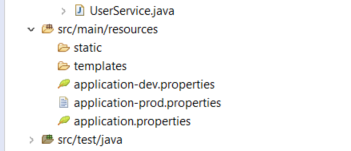 UserService.java
src/main/resources
static
templates
application-dev.properties
application-prod.properties
application.properties
src/test/java